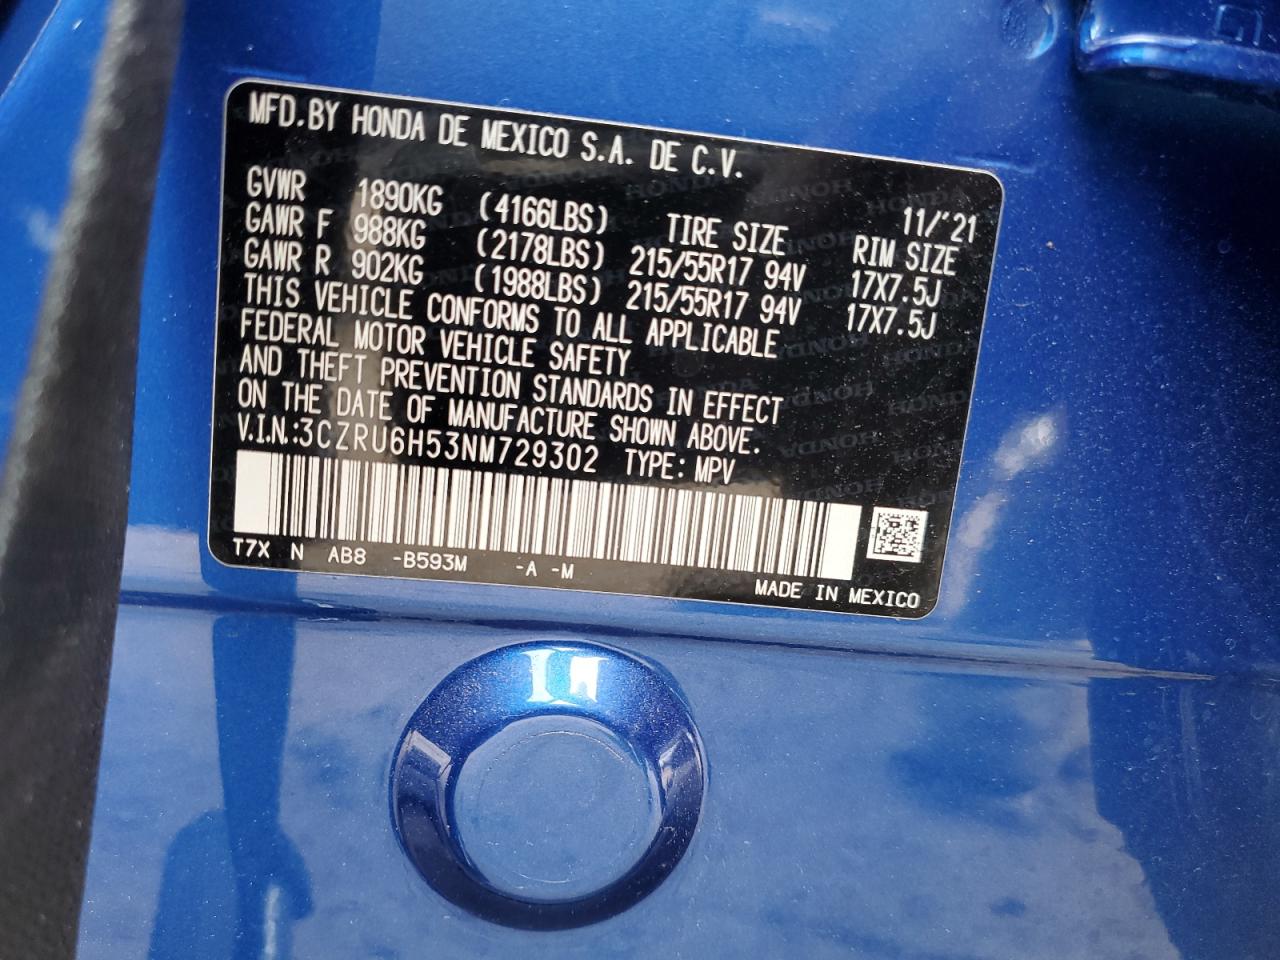 MFD.BY HONDA DE MEXICO S.A. DE C.V.
11/'21
GVWR 1890KG (4166LBS) TIRE SIZE RIM SIZE
GAWR F 988KG (2178LBS) 215/55R17 94V 17X7.5J
GAWR R 902KG (1988LBS) 215/55R17 94V 17X7.5J
THIS VEHICLE CONFORMS TO ALL APPLICABLE
FEDERAL MOTOR VEHICLE SAFETY
AND THEFT PREVENTION STANDARDS IN EFFECT
ON THE DATE OF MANUFACTURE SHOWN ABOVE.
V.I.N.:3CZRU6H53NM729302 TYPE: MPV
T7X N AB8 -B593M -A -M
MADE IN MEXICO